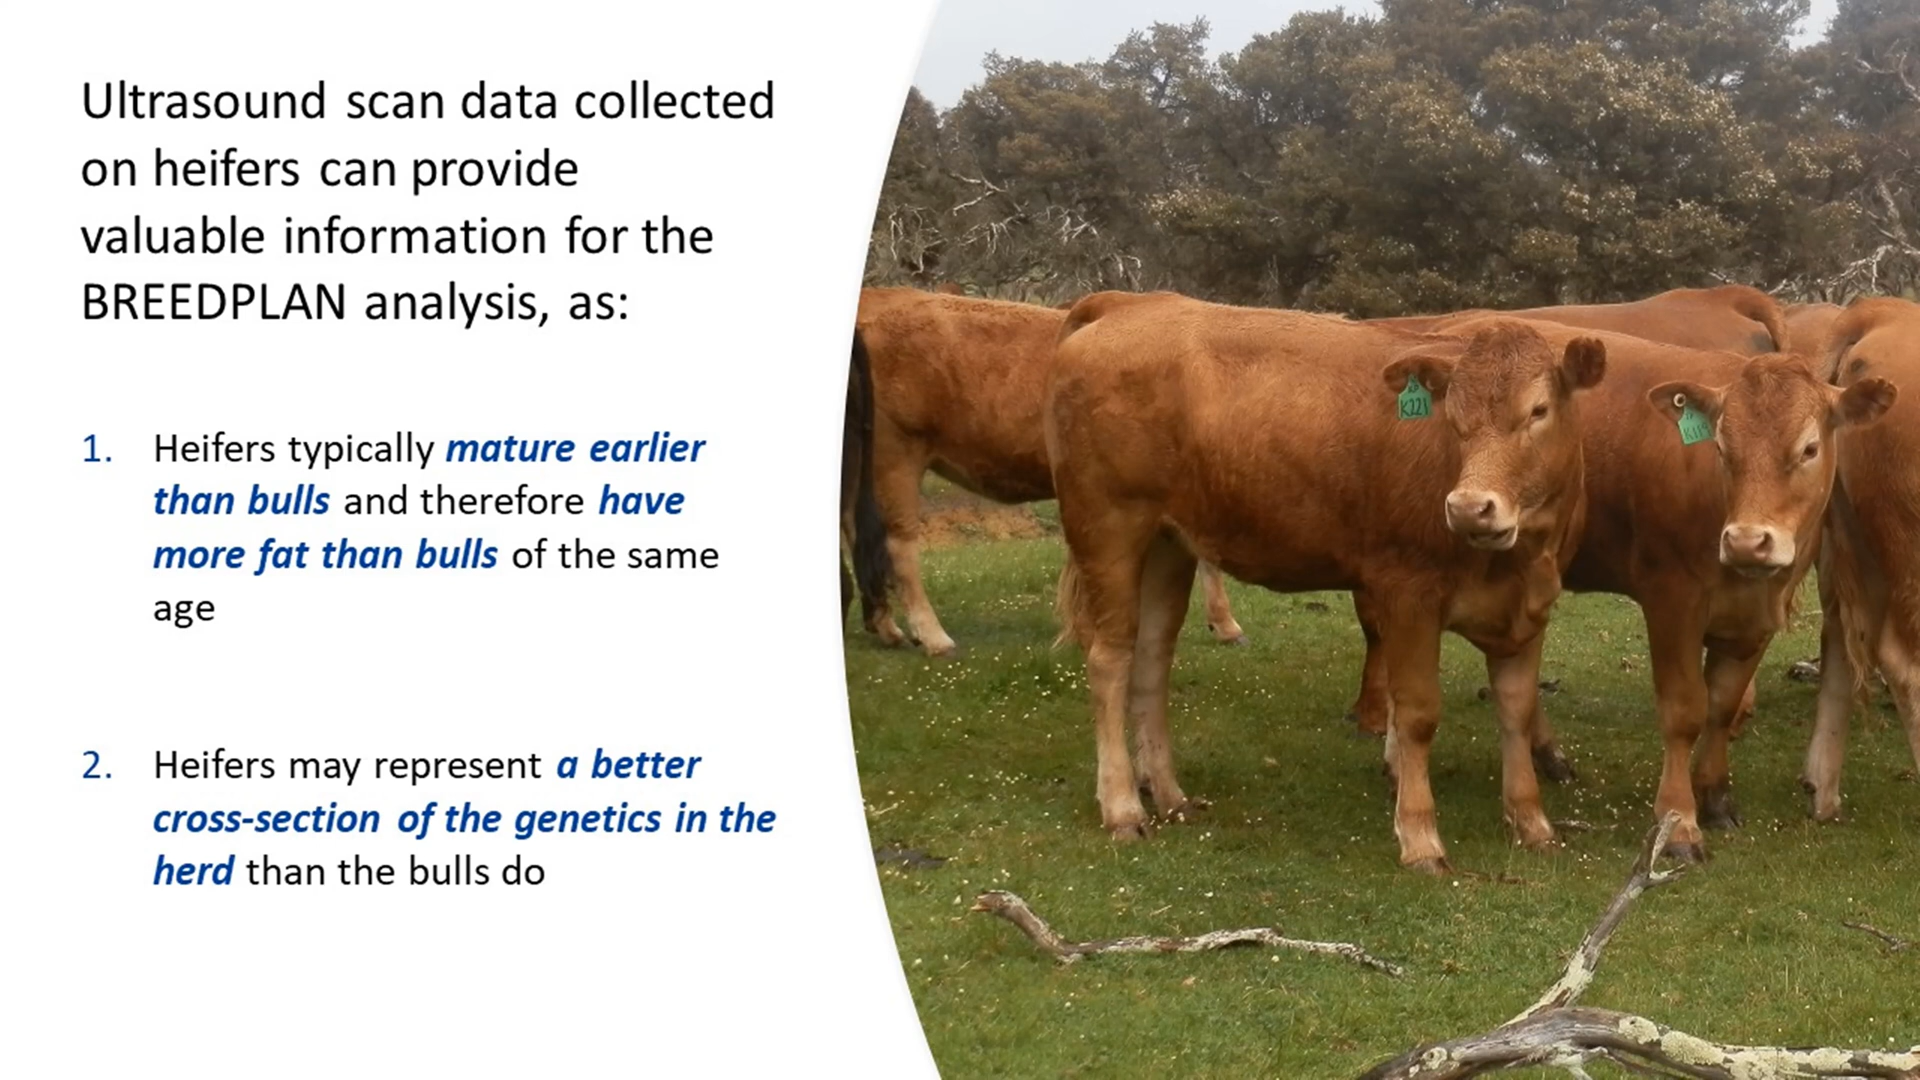 Ultrasound scan data collected
on heifers can provide
valuable information for the
BREEDPLAN analysis, as:
1. Heifers typically mature earlier
than bulls and therefore have
more fat than bulls of the same
age
2. Heifers may represent a better
cross-section of the genetics in the
herd than the bulls do
K221